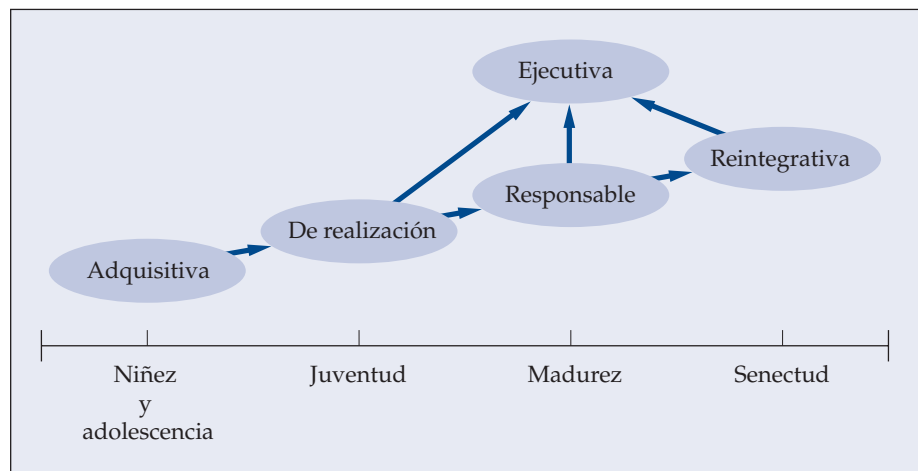 Ejecutiva
Reintegrativa
Responsable
De realización
Adquisitiva
Niñez
y
adolescencia
Juventud
Madurez
Senectud